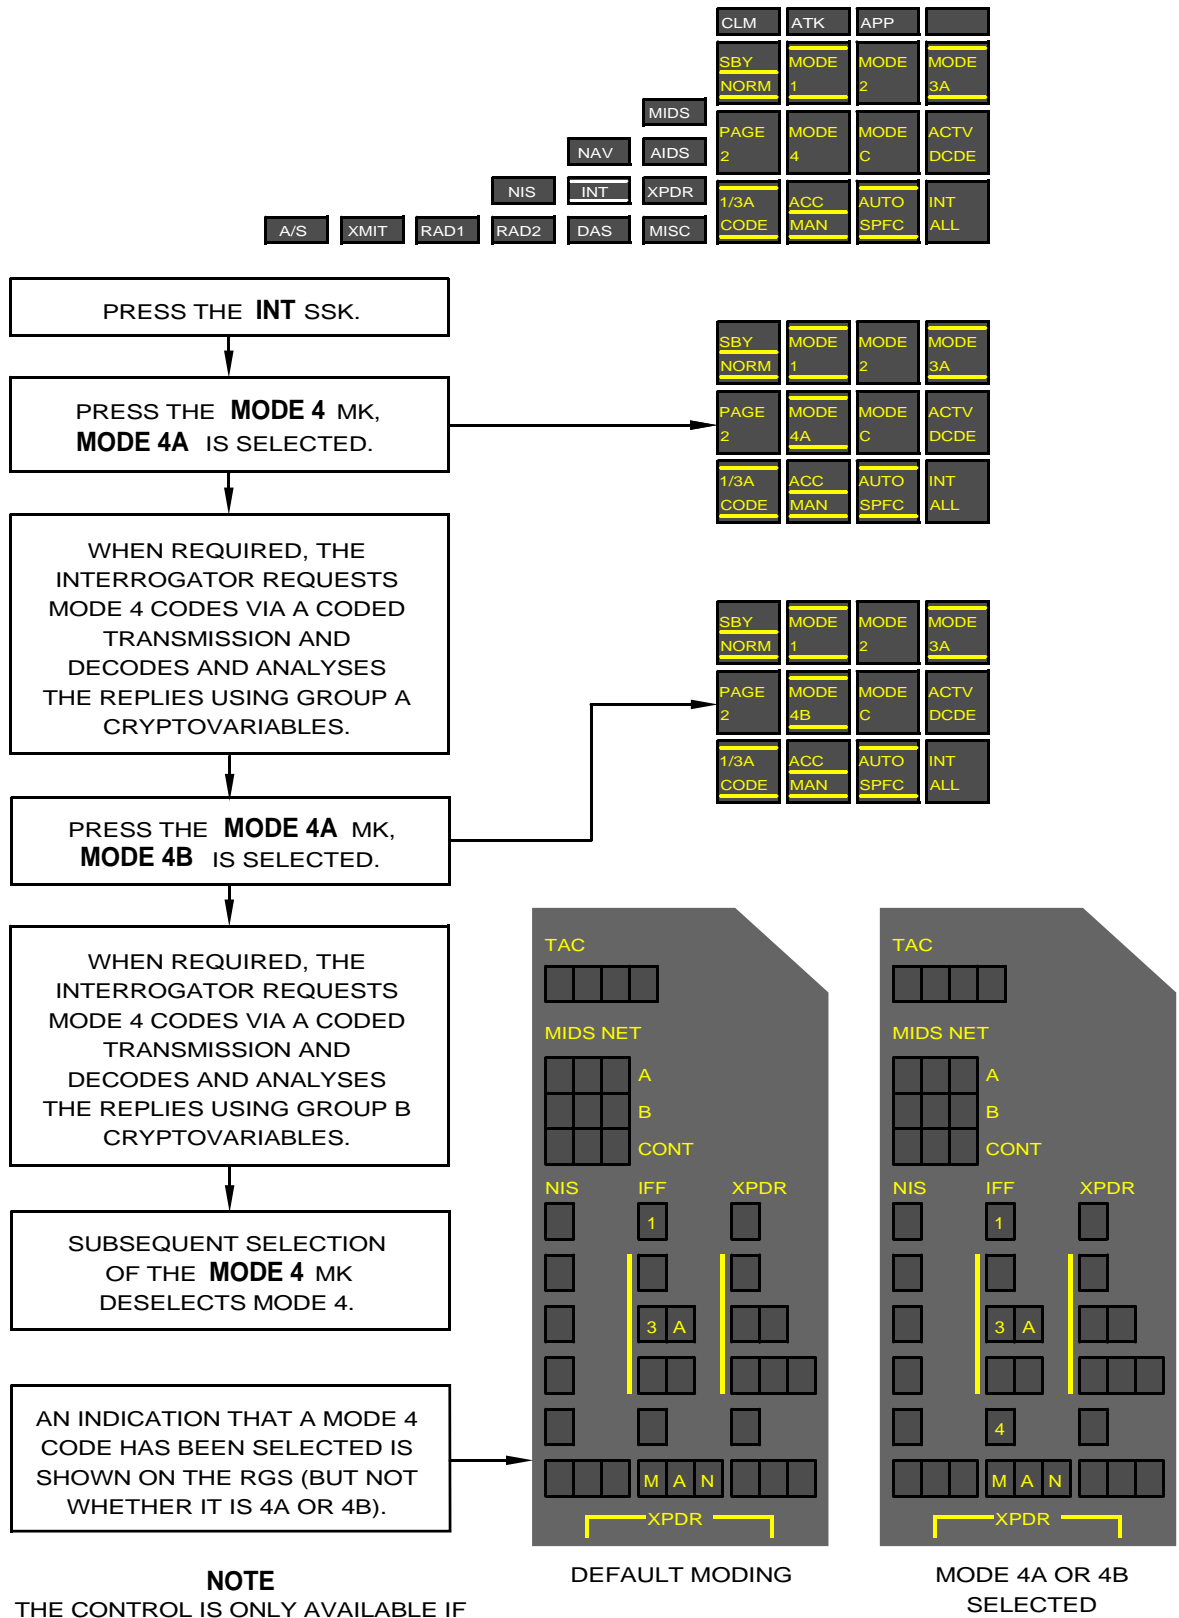 CLM ATK APP
SBY MODE MODE MODE
NORM 1 2 3A
MIDS
PAGE MODE MODE ACTV
2 4 C DCDE
NAV AIDS
NIS INT XPDR
1/3A ACC AUTO INT
CODE MAN SPFC ALL
A/S XMIT RAD1 RAD2 DAS MISC
PRESS THE INT SSK.
PRESS THE MODE 4 MK,
MODE 4A IS SELECTED.
SBY MODE MODE MODE
NORM 1 2 3A
PAGE MODE MODE ACTV
2 4A C DCDE
1/3A ACC AUTO INT
CODE MAN SPFC ALL
WHEN REQUIRED, THE
INTERROGATOR REQUESTS
MODE 4 CODES VIA A CODED
TRANSMISSION AND
DECODES AND ANALYSES
THE REPLIES USING GROUP A
CRYPTOVARIABLES.
SBY MODE MODE MODE
NORM 1 2 3A
PAGE MODE MODE ACTV
2 4B C DCDE
1/3A ACC AUTO INT
CODE MAN SPFC ALL
PRESS THE MODE 4A MK,
MODE 4B IS SELECTED.
WHEN REQUIRED, THE
INTERROGATOR REQUESTS
MODE 4 CODES VIA A CODED
TRANSMISSION AND
DECODES AND ANALYSES
THE REPLIES USING GROUP B
CRYPTOVARIABLES.
SUBSEQUENT SELECTION
OF THE MODE 4 MK
DESELECTS MODE 4.
AN INDICATION THAT A MODE 4
CODE HAS BEEN SELECTED IS
SHOWN ON THE RGS (BUT NOT
WHETHER IT IS 4A OR 4B).
NOTE
THE CONTROL IS ONLY AVAILABLE IF
TAC
MIDS NET
A
B
CONT
NIS IFF XPDR
1
3 A
M A N
XPDR
DEFAULT MODING
TAC
MIDS NET
A
B
CONT
NIS IFF XPDR
1
3 A
4
M A N
XPDR
MODE 4A OR 4B
SELECTED